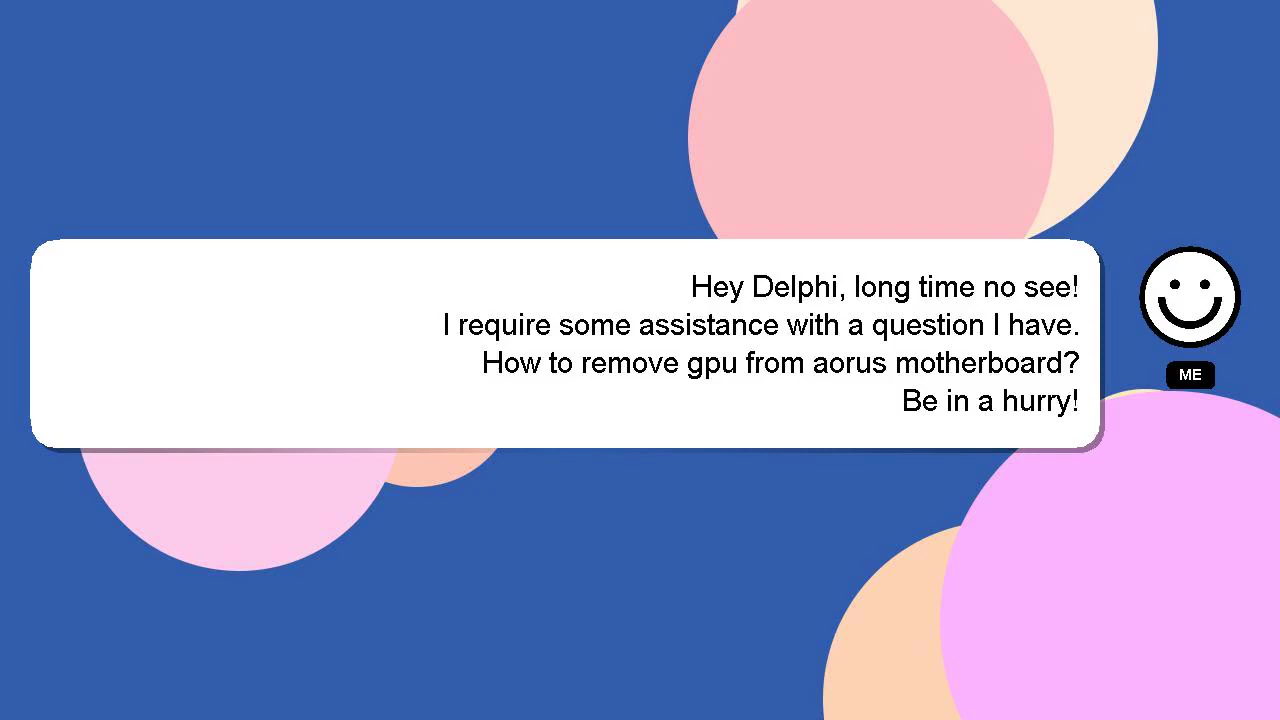 Hey Delphi, long time no see!
I require some assistance with a question I have.
How to remove gpu from aorus motherboard?
Be in a hurry!
ME